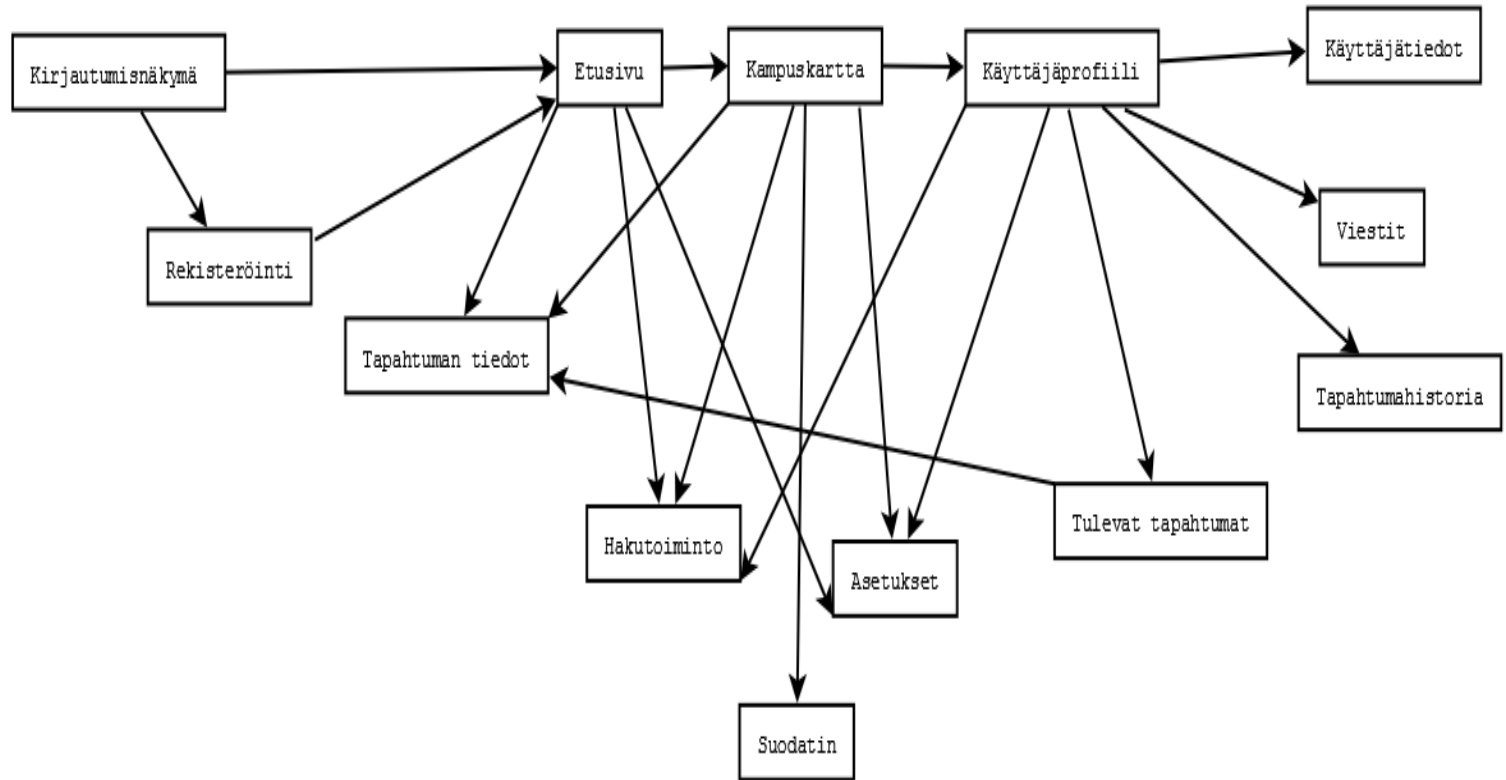 Kirjautumisnäkymä
Etusivu
Kampuskartta
Käyttäjäprofiili
Käyttäjätiedot
Rekisteröinti
Viestit
Tapahtuman tiedot
Tapahtumahistoria
Hakutoiminto
Asetukset
Tulevat tapahtumat
Suodatin